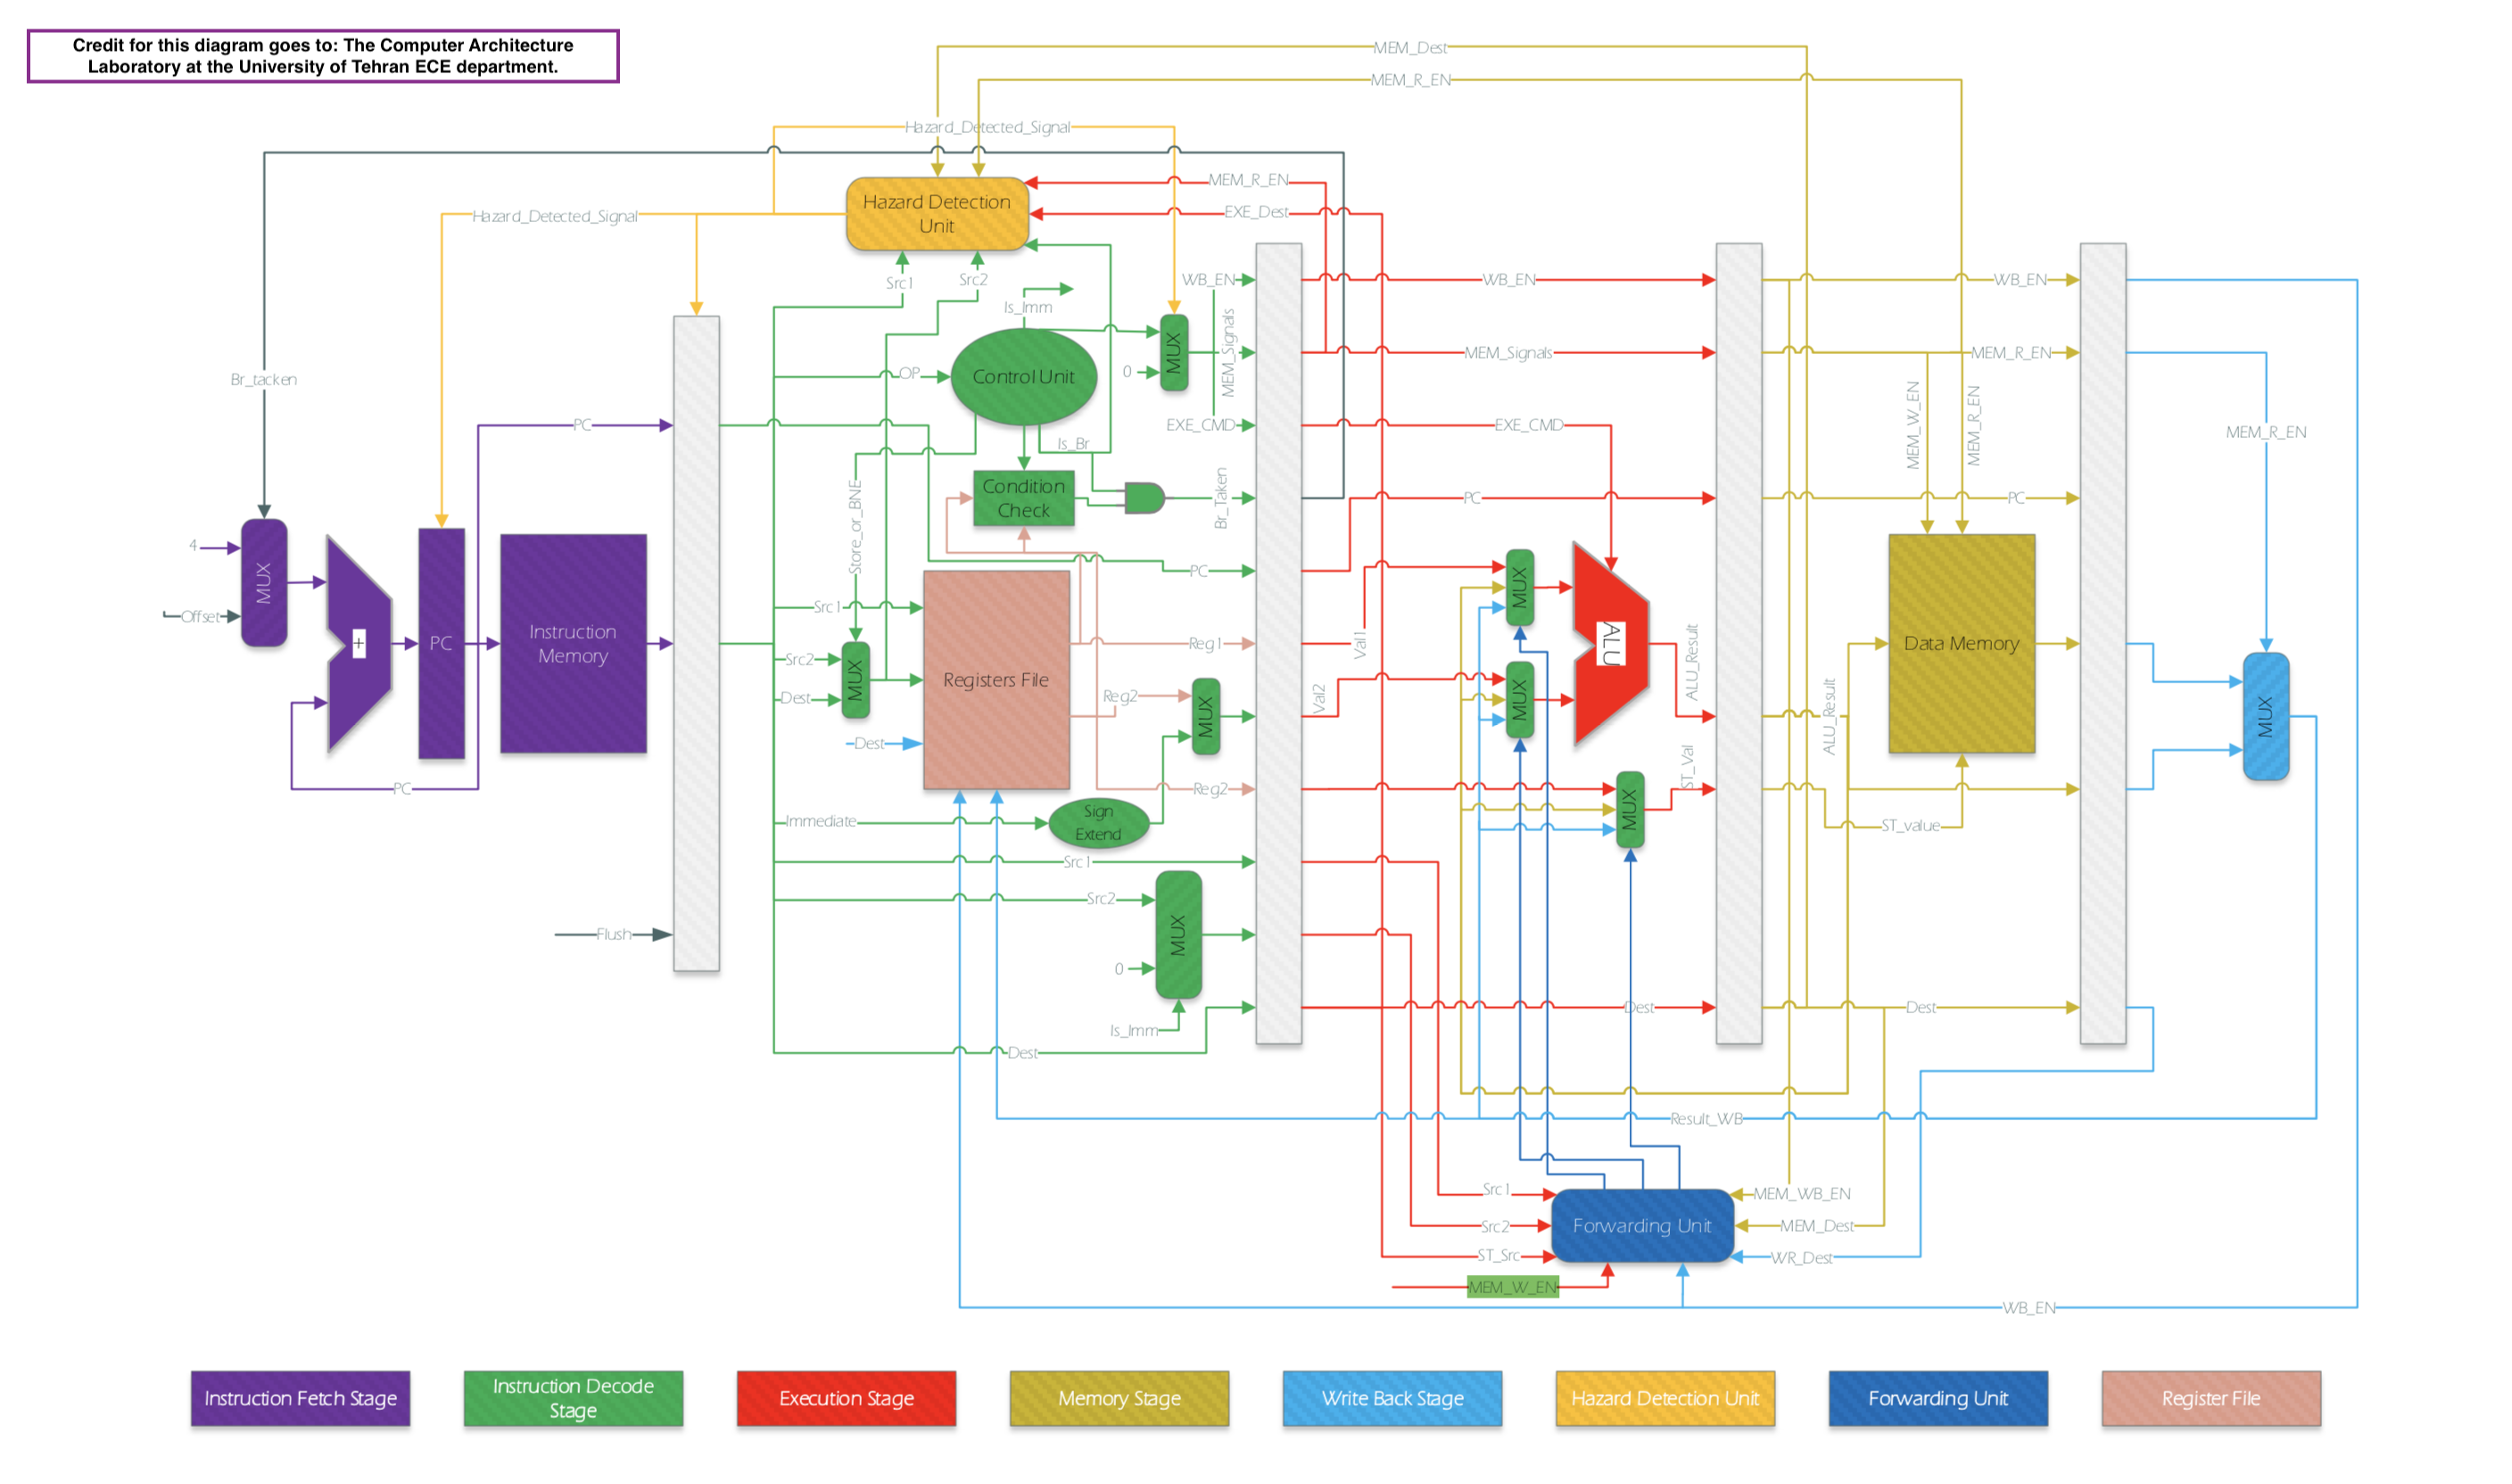 Credit for this diagram goes to: The Computer Architecture
Laboratory at the University of Tehran ECE department.
MEM_Dest
MEM_R_EN
Hazard_Detected_Signal
MEM_R_EN
Hazard Detection
Unit
EXE_Dest
Hazard_Detected_Signal
Src1
Src2
WB_EN
WB_EN
WB_EN
Is_Imm
MEM_Signals
MUX
MEM_Signals
MEM_R_EN
Br_tacken
OP
Control Unit
0
PC
EXE_CMD
EXE_CMD
MEM_W_EN
MEM_R_EN
MEM_R_EN
Is_Br
Store_or_BNE
Condition
Check
Br_Taken
PC
PC
4
MUX
Offset
+
PC
Instruction
Memory
PC
Src1
Src2
MUX
Dest
Registers File
Reg1
Reg2
MUX
Dest
Reg2
Val1
Val2
MUX
MUX
ALU
ALU_Result
ALU_Result
Data Memory
MUX
ST_Val
MUX
ST_value
PC
Immediate
Sign
Extend
Src1
Src2
MUX
0
Is_Imm
Flush
Dest
Dest
Dest
Result_WB
Src1
MEM_WB_EN
Src2
Forwarding Unit
MEM_Dest
ST_Src
WR_Dest
MEM_W_EN
WB_EN
Instruction Fetch Stage
Instruction Decode
Stage
Execution Stage
Memory Stage
Write Back Stage
Hazard Detection Unit
Forwarding Unit
Register File